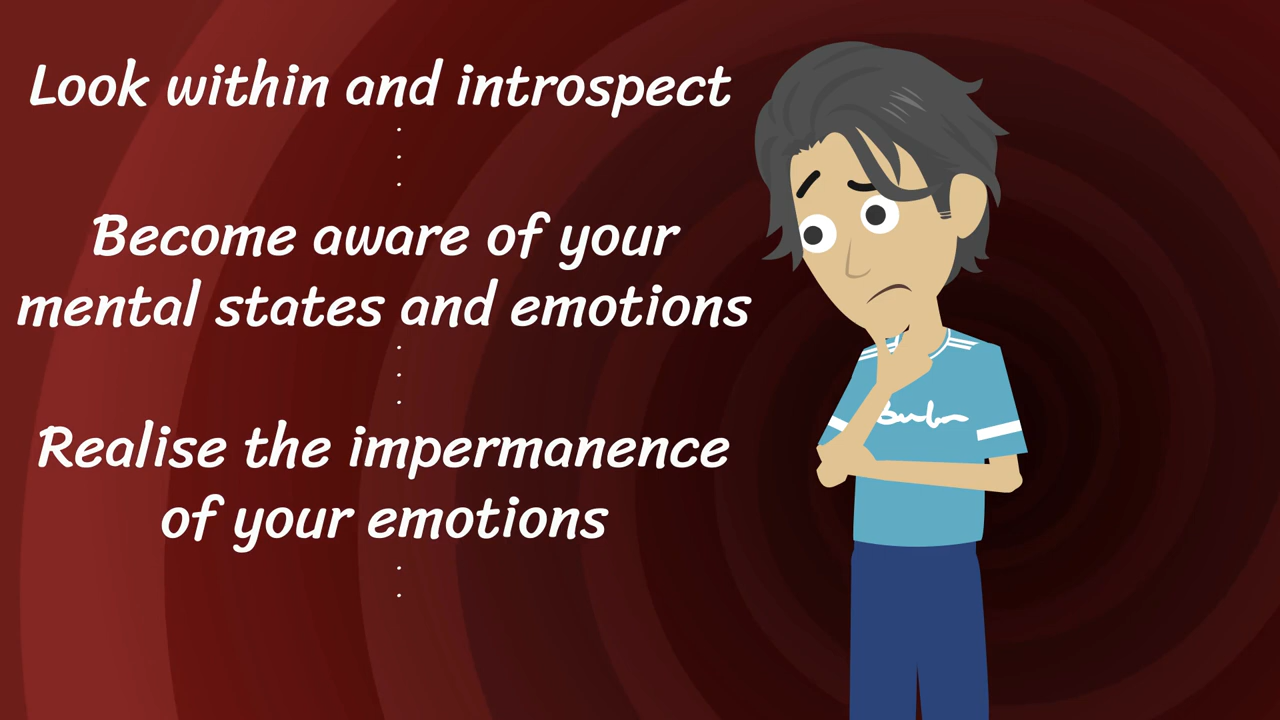 Look within and introspect
Become aware of your
mental states and emotions
Realise the impermanence
of your emotions